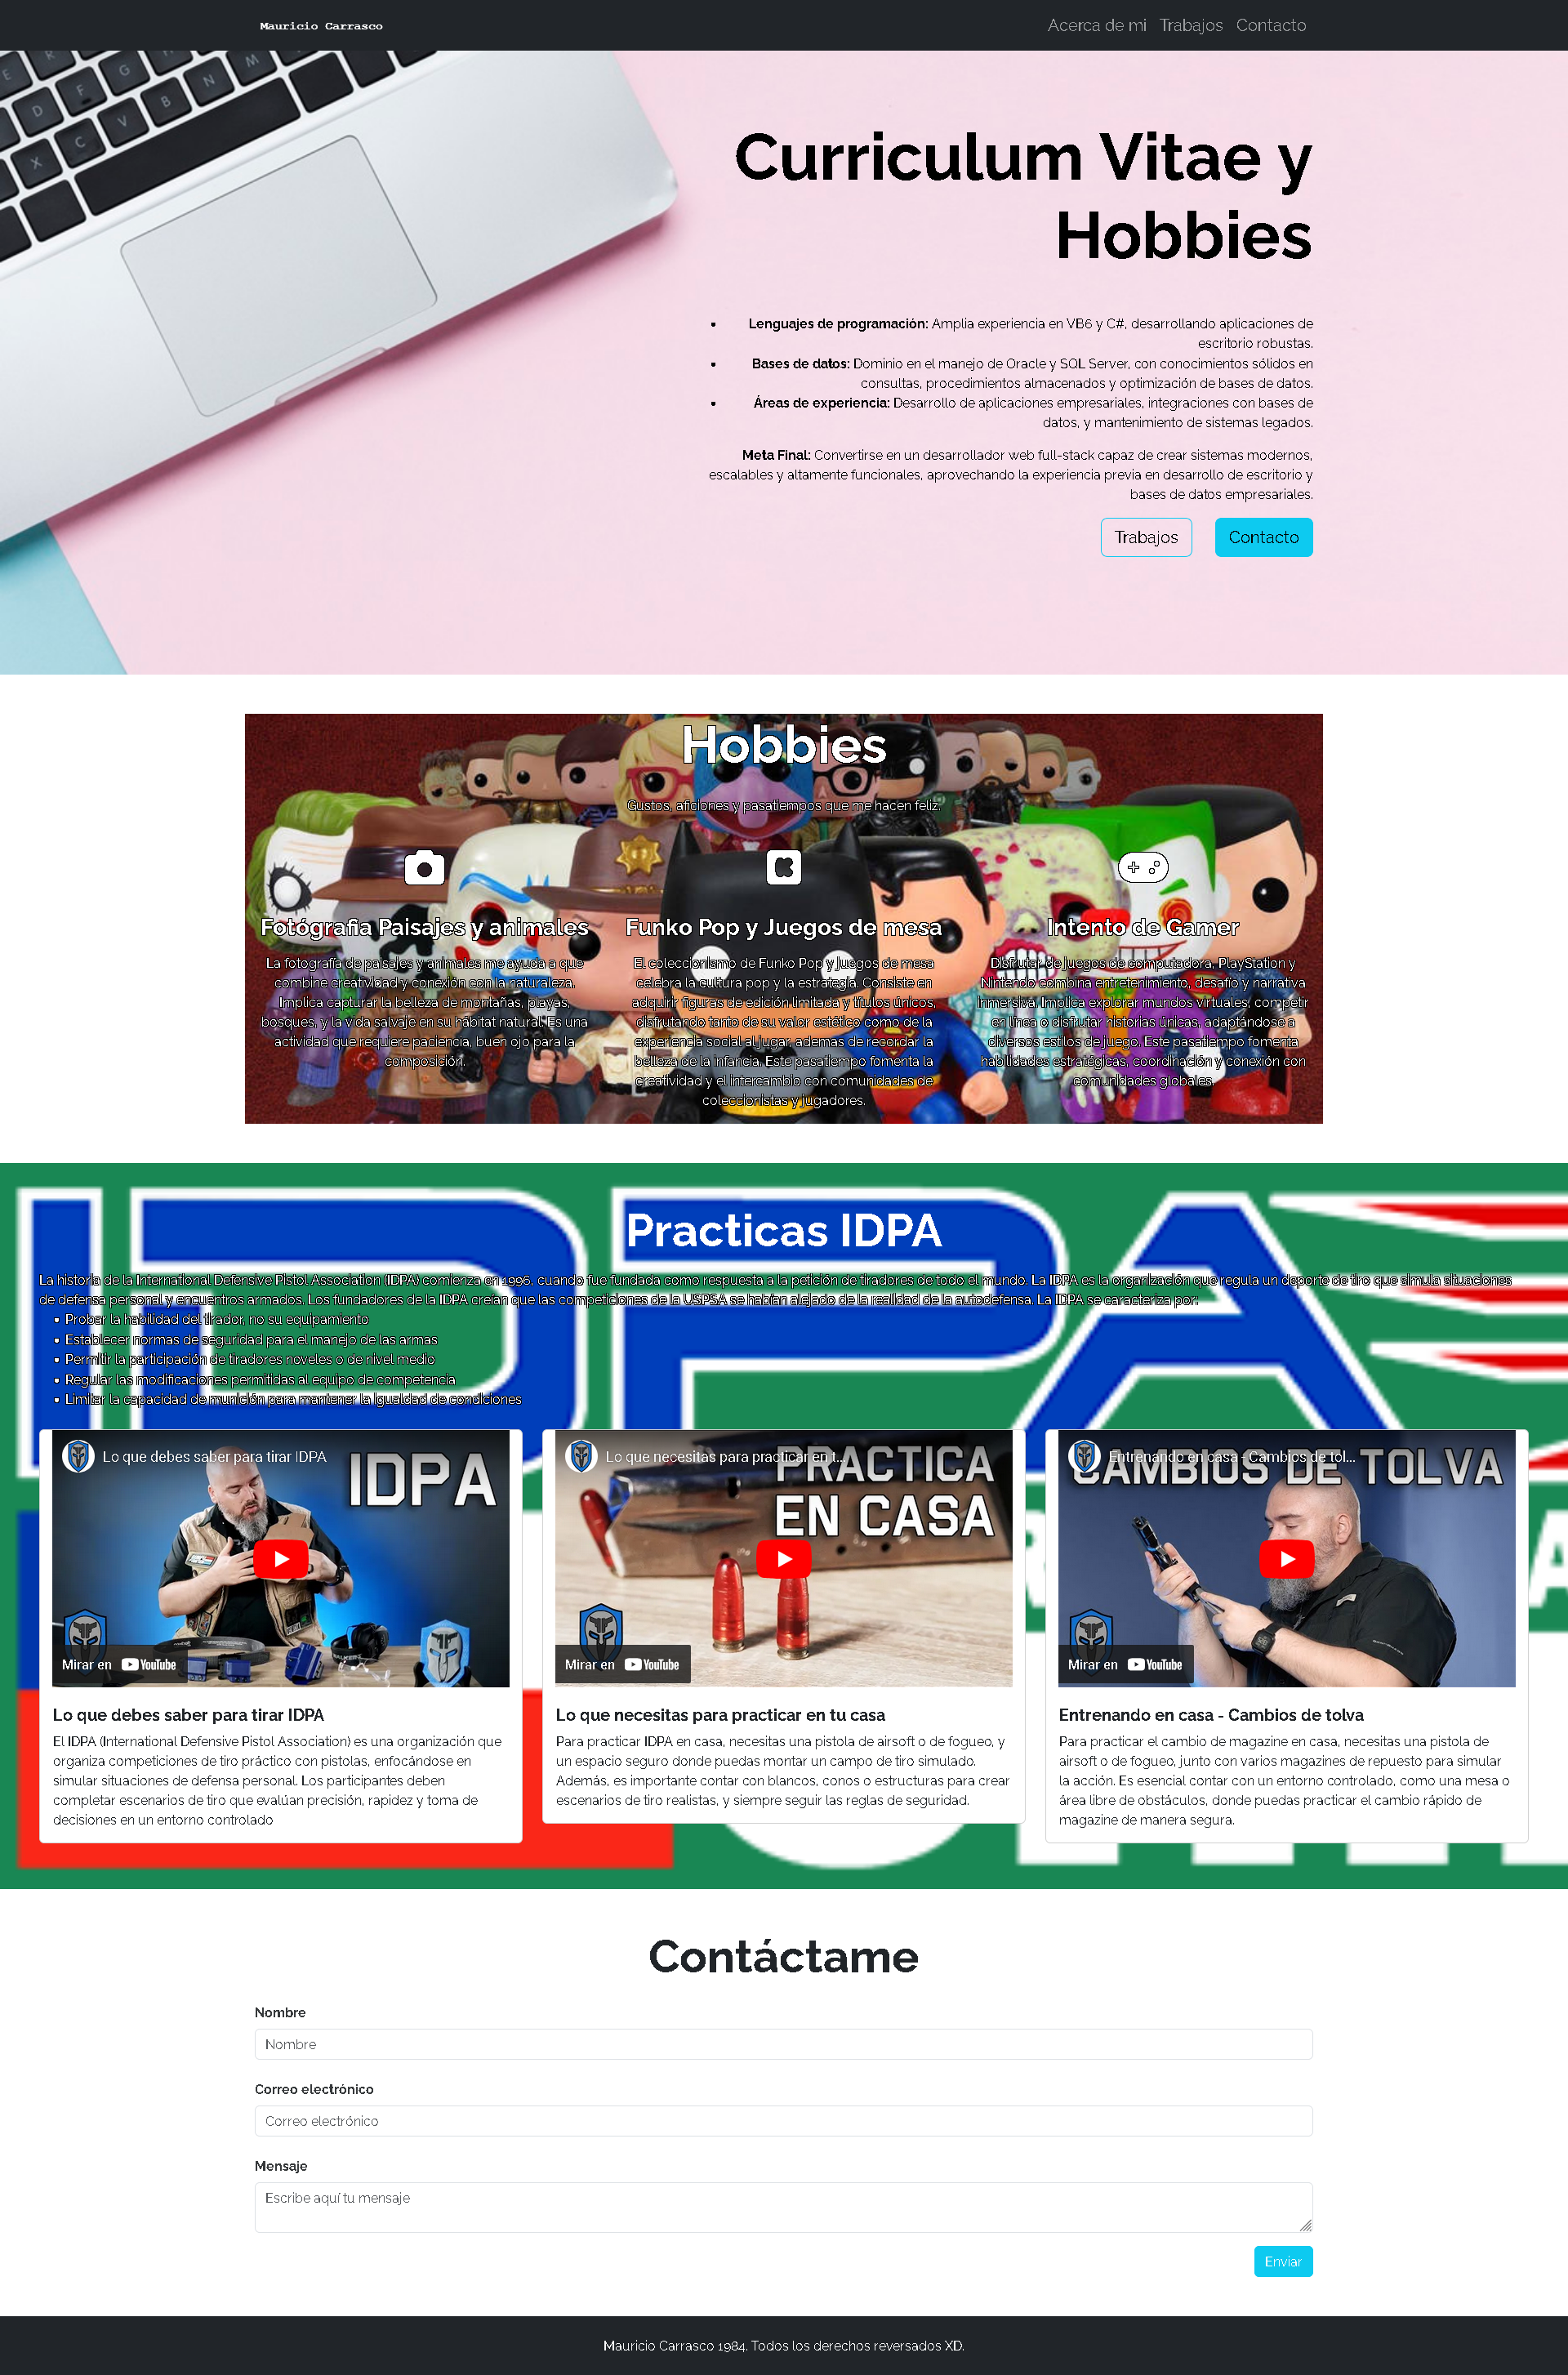 Mauricio Carrasco
Acerca de mi Trabajos Contacto
Curriculum Vitae y
Hobbies
Lenguajes de programación: Amplia experiencia en VB6 y C#, desarrollando aplicaciones de
escritorio robustas.
Bases de datos: Dominio en el manejo de Oracle y SQL Server, con conocimientos sólidos en
consultas, procedimientos almacenados y optimización de bases de datos.
Áreas de experiencia: Desarrollo de aplicaciones empresariales, integraciones con bases de
datos, y mantenimiento de sistemas legados.
Meta Final: Convertirse en un desarrollador web full-stack capaz de crear sistemas modernos,
escalables y altamente funcionales, aprovechando la experiencia previa en desarrollo de escritorio y
bases de datos empresariales.
Trabajos Contacto
Hobbies
Gustos, aficiones y pasatiempos que me hacen feliz.
Fotógrafia Paisajes y animales
La fotografía de paisajes y animales me ayuda a que
combine creatividad y conexión con la naturaleza.
Implica capturar la belleza de montañas, playas,
bosques, y la vida salvaje en su hábitat natural. Es una
actividad que requiere paciencia, buen ojo para la
composición.
Funko Pop y Juegos de mesa
El coleccionismo de Funko Pop y juegos de mesa
celebra la cultura pop y la estrategia. Consiste en
adquirir figuras de edición limitada y títulos únicos,
disfrutando tanto de su valor estético como de la
experiencia social al jugar, ademas de recordar la
belleza de la infancia. Este pasatiempo fomenta la
creatividad y el intercambio con comunidades de
coleccionistas y jugadores.
Intento de Gamer
Disfrutar de juegos de computadora, PlayStation y
Nintendo combina entretenimiento, desafío y narrativa
inmersiva. Implica explorar mundos virtuales, competir
en línea o disfrutar historias únicas, adaptándose a
diversos estilos de juego. Este pasatiempo fomenta
habilidades estratégicas, coordinación y conexión con
comunidades globales.
Practicas IDPA
La historia de la International Defensive Pistol Association (IDPA) comienza en 1996, cuando fue fundada como respuesta a la petición de tiradores de todo el mundo. La IDPA es la organización que regula un deporte de tiro que simula situaciones
de defensa personal y encuentros armados. Los fundadores de la IDPA creían que las competiciones de la USPSA se habían alejado de la realidad de la autodefensa. La IDPA se caracteriza por:
Probar la habilidad del tirador, no su equipamiento
Establecer normas de seguridad para el manejo de las armas
Permitir la participación de tiradores noveles o de nivel medio
Regular las modificaciones permitidas al equipo de competencia
Limitar la capacidad de munición para mantener la igualdad de condiciones
Lo que debes saber para tirar IDPA
IDPA
Mirar en YouTube
Lo que debes saber para tirar IDPA
El IDPA (International Defensive Pistol Association) es una organización que
organiza competiciones de tiro práctico con pistolas, enfocándose en
simular situaciones de defensa personal. Los participantes deben
completar escenarios de tiro que evalúan precisión, rapidez y toma de
decisiones en un entorno controlado
Lo que necesitas para practicar en t...
PRACTICA
EN CASA
Mirar en YouTube
Lo que necesitas para practicar en tu casa
Para practicar IDPA en casa, necesitas una pistola de airsoft o de fogueo, y
un espacio seguro donde puedas montar un campo de tiro simulado.
Además, es importante contar con blancos, conos o estructuras para crear
escenarios de tiro realistas, y siempre seguir las reglas de seguridad.
Entrenando en casa - Cambios de tol...
CAMBIOS DE TOLVA
Mirar en YouTube
Entrenando en casa - Cambios de tolva
Para practicar el cambio de magazine en casa, necesitas una pistola de
airsoft o de fogueo, junto con varios magazines de repuesto para simular
la acción. Es esencial contar con un entorno controlado, como una mesa o
área libre de obstáculos, donde puedas practicar el cambio rápido de
magazine de manera segura.
Contáctame
Nombre
Nombre
Correo electrónico
Correo electrónico
Mensaje
Escribe aquí tu mensaje
Enviar
Mauricio Carrasco 1984. Todos los derechos reversados XD.